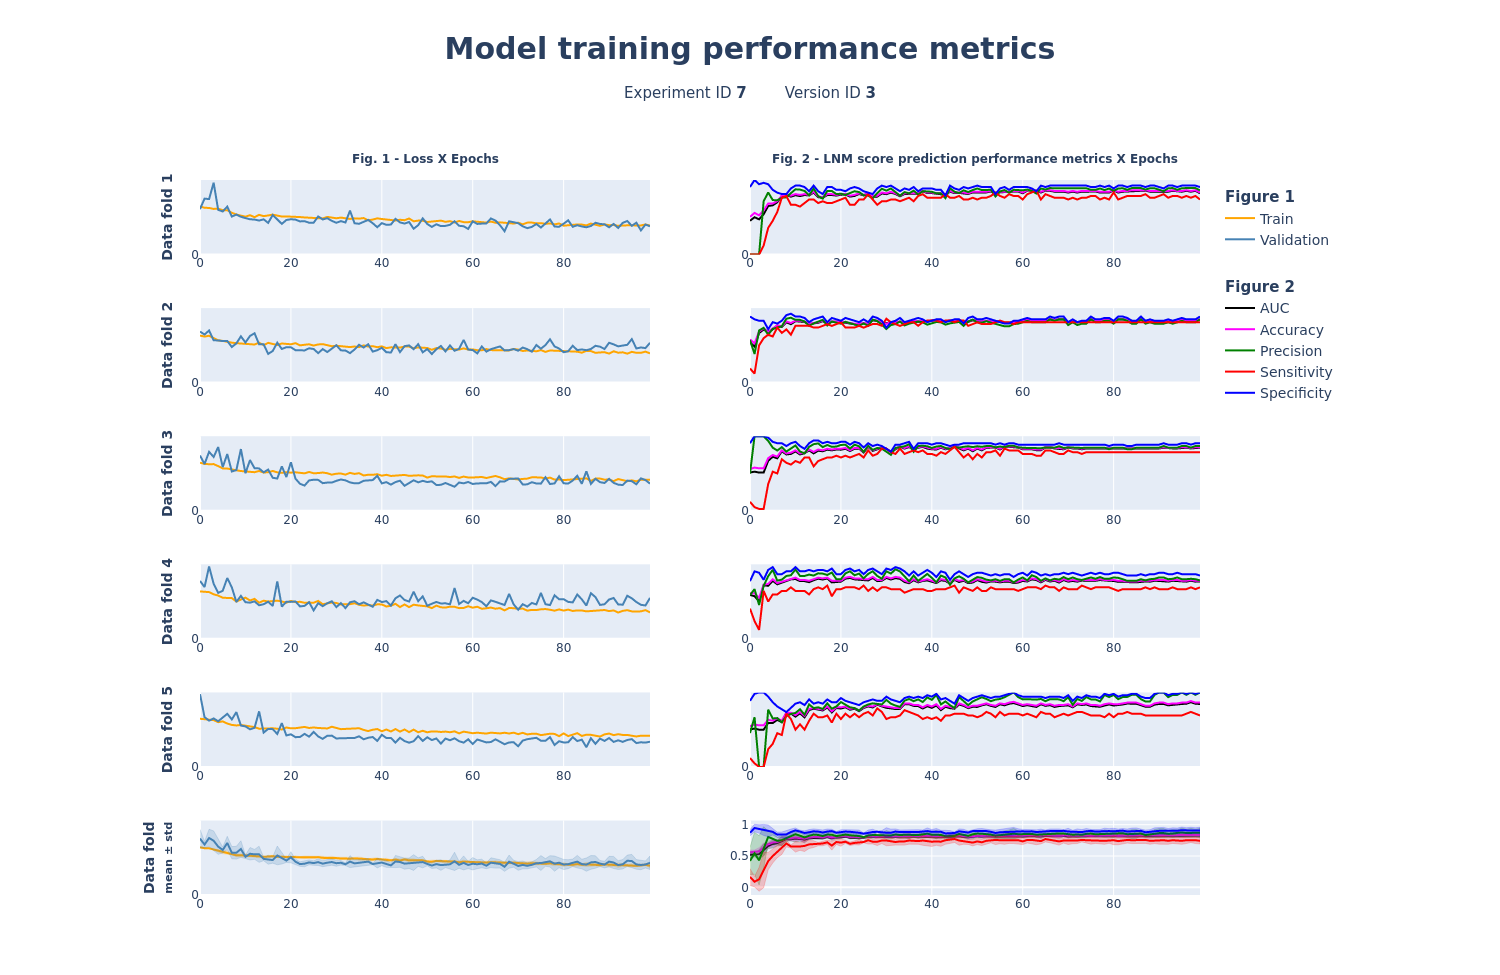 Model training performance metrics
Experiment ID 7 Version ID 3
Fig. 1 - Loss X Epochs
Fig. 2 - LNM score prediction performance metrics X Epochs
Data fold 1
0
0 20 40 60 80
0
0 20 40 60 80
Figure 1
Train
Validation
Figure 2
AUC
Accuracy
Precision
Sensitivity
Specificity
Data fold 2
0
0 20 40 60 80
0
0 20 40 60 80
Data fold 3
0
0 20 40 60 80
0
0 20 40 60 80
Data fold 4
0
0 20 40 60 80
0
0 20 40 60 80
Data fold 5
0
0 20 40 60 80
0
0 20 40 60 80
Data fold
mean ± std
0
0 20 40 60 80
1
0.5
0
0 20 40 60 80